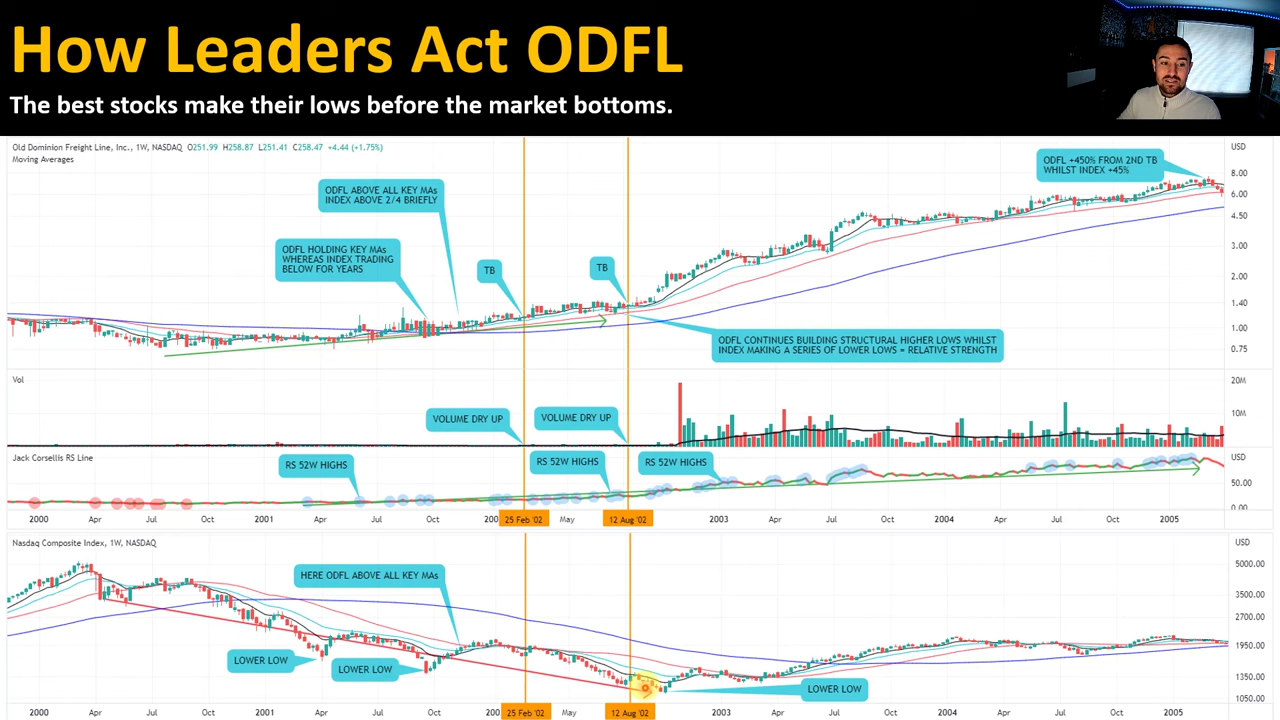 How Leaders Act ODFL
The best stocks make their lows before the market bottoms.
Old Dominion Freight Line, Inc., 1W, NASDAQ O251.99 H258.87 L251.41 C258.47 +4.44 (+1.75%)
Moving Averages
USD
8.00
6.00
4.50
3.00
2.00
1.40
1.00
0.75
ODFL +450% FROM 2ND TB
WHILST INDEX +45%
ODFL ABOVE ALL KEY MAs
INDEX ABOVE 2/4 BRIEFLY
ODFL HOLDING KEY MAs
WHEREAS INDEX TRADING
BELOW FOR YEARS
TB
TB
ODFL CONTINUES BUILDING STRUCTURAL HIGHER LOWS WHILST
INDEX MAKING A SERIES OF LOWER LOWS = RELATIVE STRENGTH
Vol
20M
10M
VOLUME DRY UP
VOLUME DRY UP
Jack Corsellis RS Line
USD
50.00
0.00
RS 52W HIGHS
RS 52W HIGHS
RS 52W HIGHS
2000 Apr Jul Oct 2001 Apr Jul Oct 200 25 Feb '02 May 12 Aug '02 2003 Apr Jul Oct 2004 Apr Jul Oct 2005
Nasdaq Composite Index, 1W, NASDAQ
USD
5000.00
3500.00
2700.00
1950.00
1350.00
1050.00
HERE ODFL ABOVE ALL KEY MAs
LOWER LOW
LOWER LOW
LOWER LOW
2000 Apr Jul Oct 2001 Apr Jul Oct 200 25 Feb '02 May 12 Aug '02 2003 Apr Jul Oct 2004 Apr Jul Oct 2005